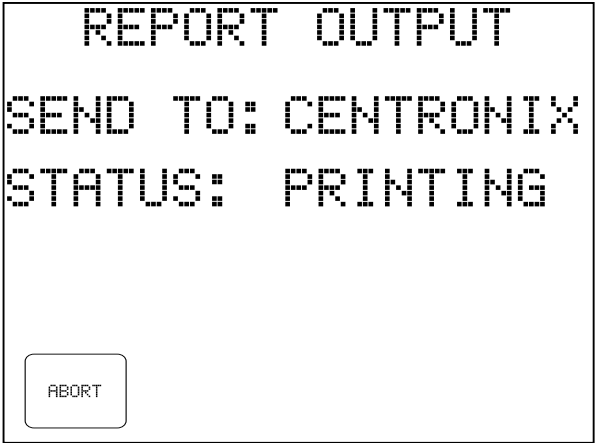 REPORT OUTPUT
SEND TO: CENTRONIX
STATUS: PRINTING
ABORT